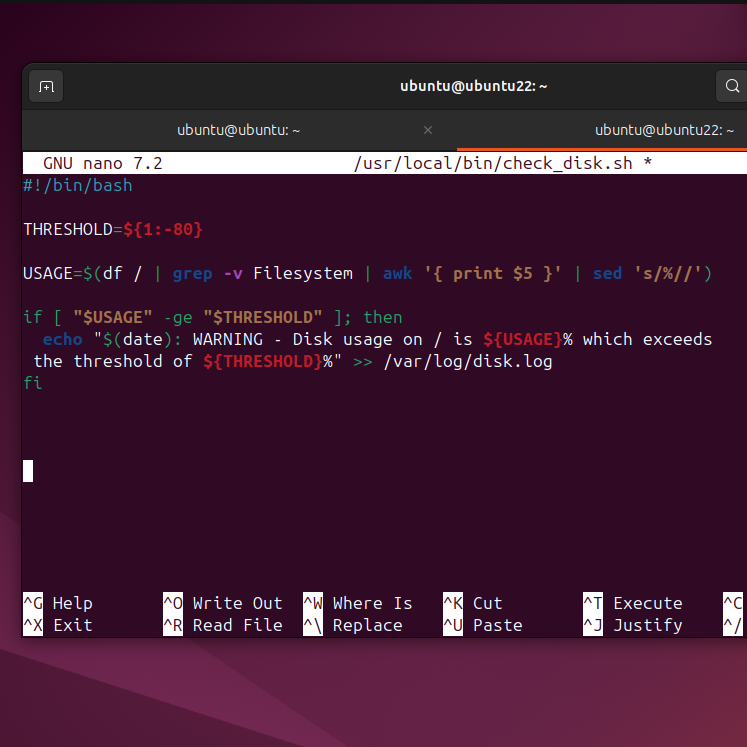 ubuntu@ubuntu22: ~
ubuntu@ubuntu: ~ × ubuntu@ubuntu22: ~
GNU nano 7.2 /usr/local/bin/check_disk.sh *
#!/bin/bash
THRESHOLD=${1:-80}
USAGE=$(df / | grep -v Filesystem | awk '{ print $5 }' | sed 's/%//')
if [ "$USAGE" -ge "$THRESHOLD" ]; then
  echo "$(date): WARNING - Disk usage on / is ${USAGE}% which exceeds
 the threshold of ${THRESHOLD}%" >> /var/log/disk.log
fi
^G Help ^O Write Out ^W Where Is ^K Cut ^T Execute ^C
^X Exit ^R Read File ^\ Replace ^U Paste ^J Justify ^/